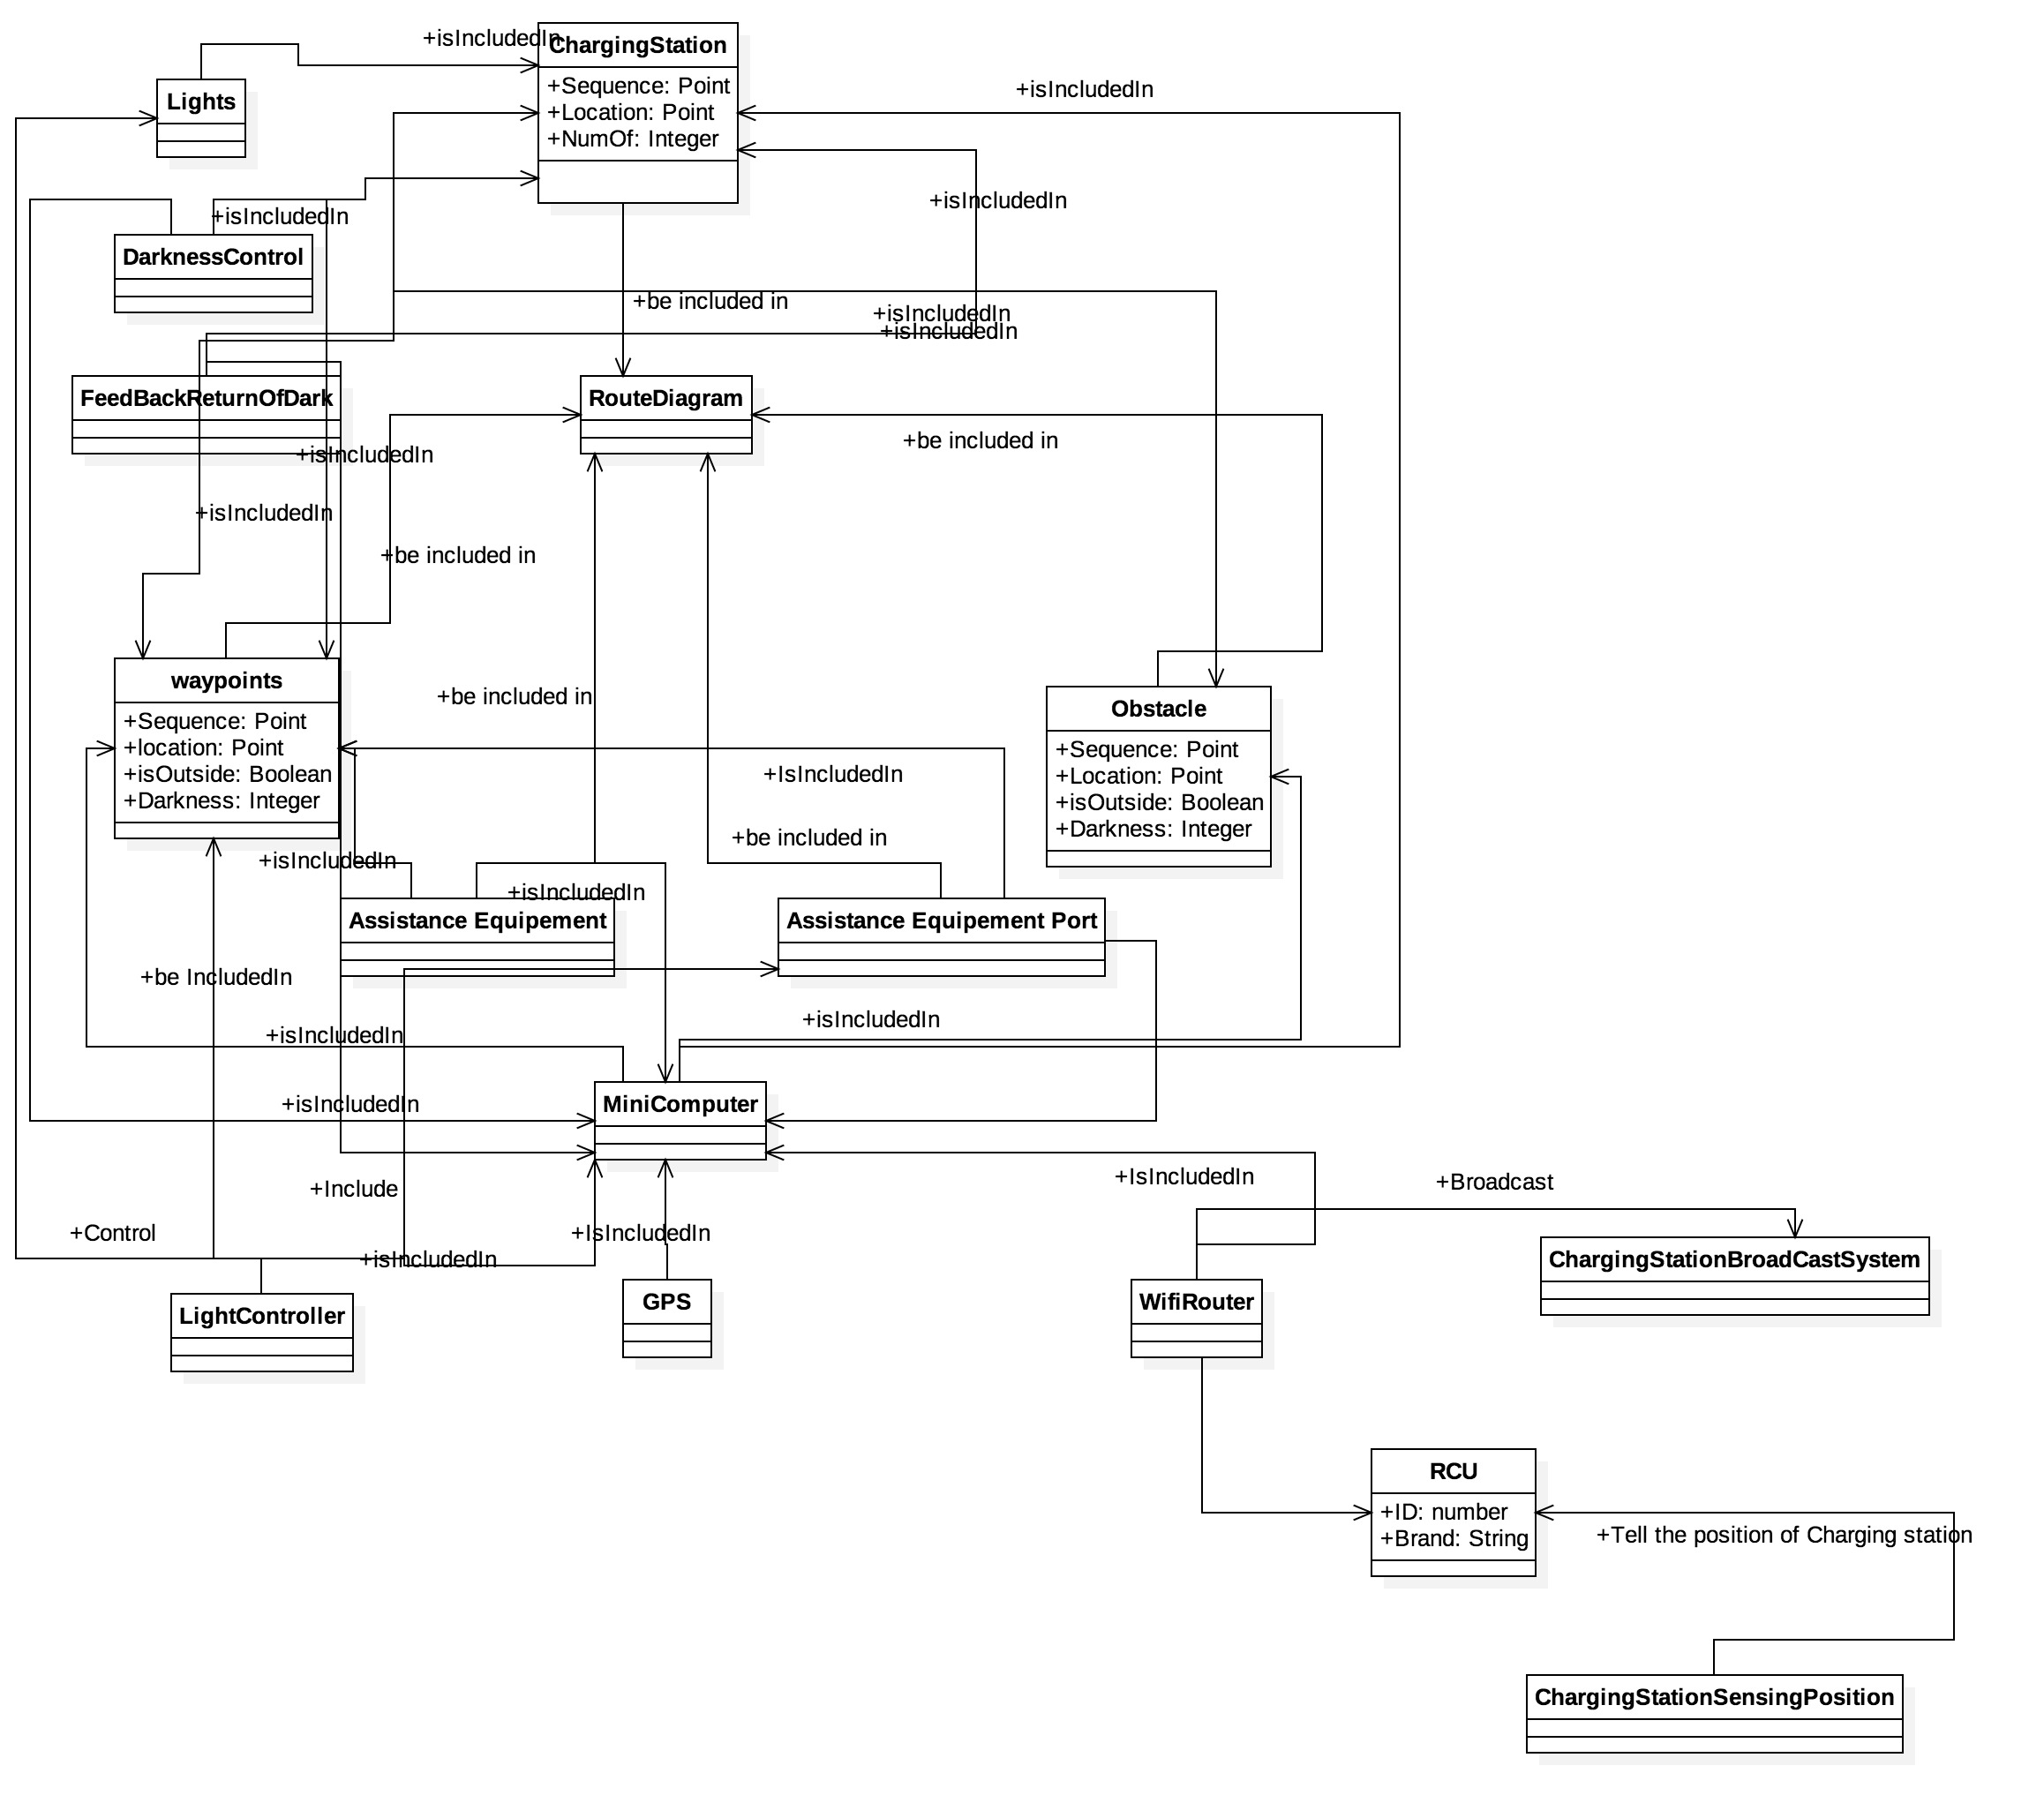 +isIncludedIn
ChargingStation
+Sequence: Point
+Location: Point
+NumOf: Integer
+isIncludedIn
Lights
+isIncludedIn
+isIncludedIn
DarknessControl
+be included in
+isIncludedIn
+isIncludedIn
FeedBackReturnOfDark
RouteDiagram
+be included in
+isIncludedIn
+isIncludedIn
+be included in
waypoints
+Sequence: Point
+location: Point
+isOutside: Boolean
+Darkness: Integer
+be included in
Obstacle
+Sequence: Point
+Location: Point
+isOutside: Boolean
+Darkness: Integer
+IsIncludedIn
+be included in
+isIncludedIn
+isIncludedIn
Assistance Equipement
Assistance Equipement Port
+be IncludedIn
+isIncludedIn
+isIncludedIn
+isIncludedIn
MiniComputer
+Include
+IsIncludedIn
+Broadcast
+Control
+IsIncludedIn
+isIncludedIn
ChargingStationBroadCastSystem
LightController
GPS
WifiRouter
RCU
+ID: number
+Brand: String
+Tell the position of Charging station
ChargingStationSensingPosition